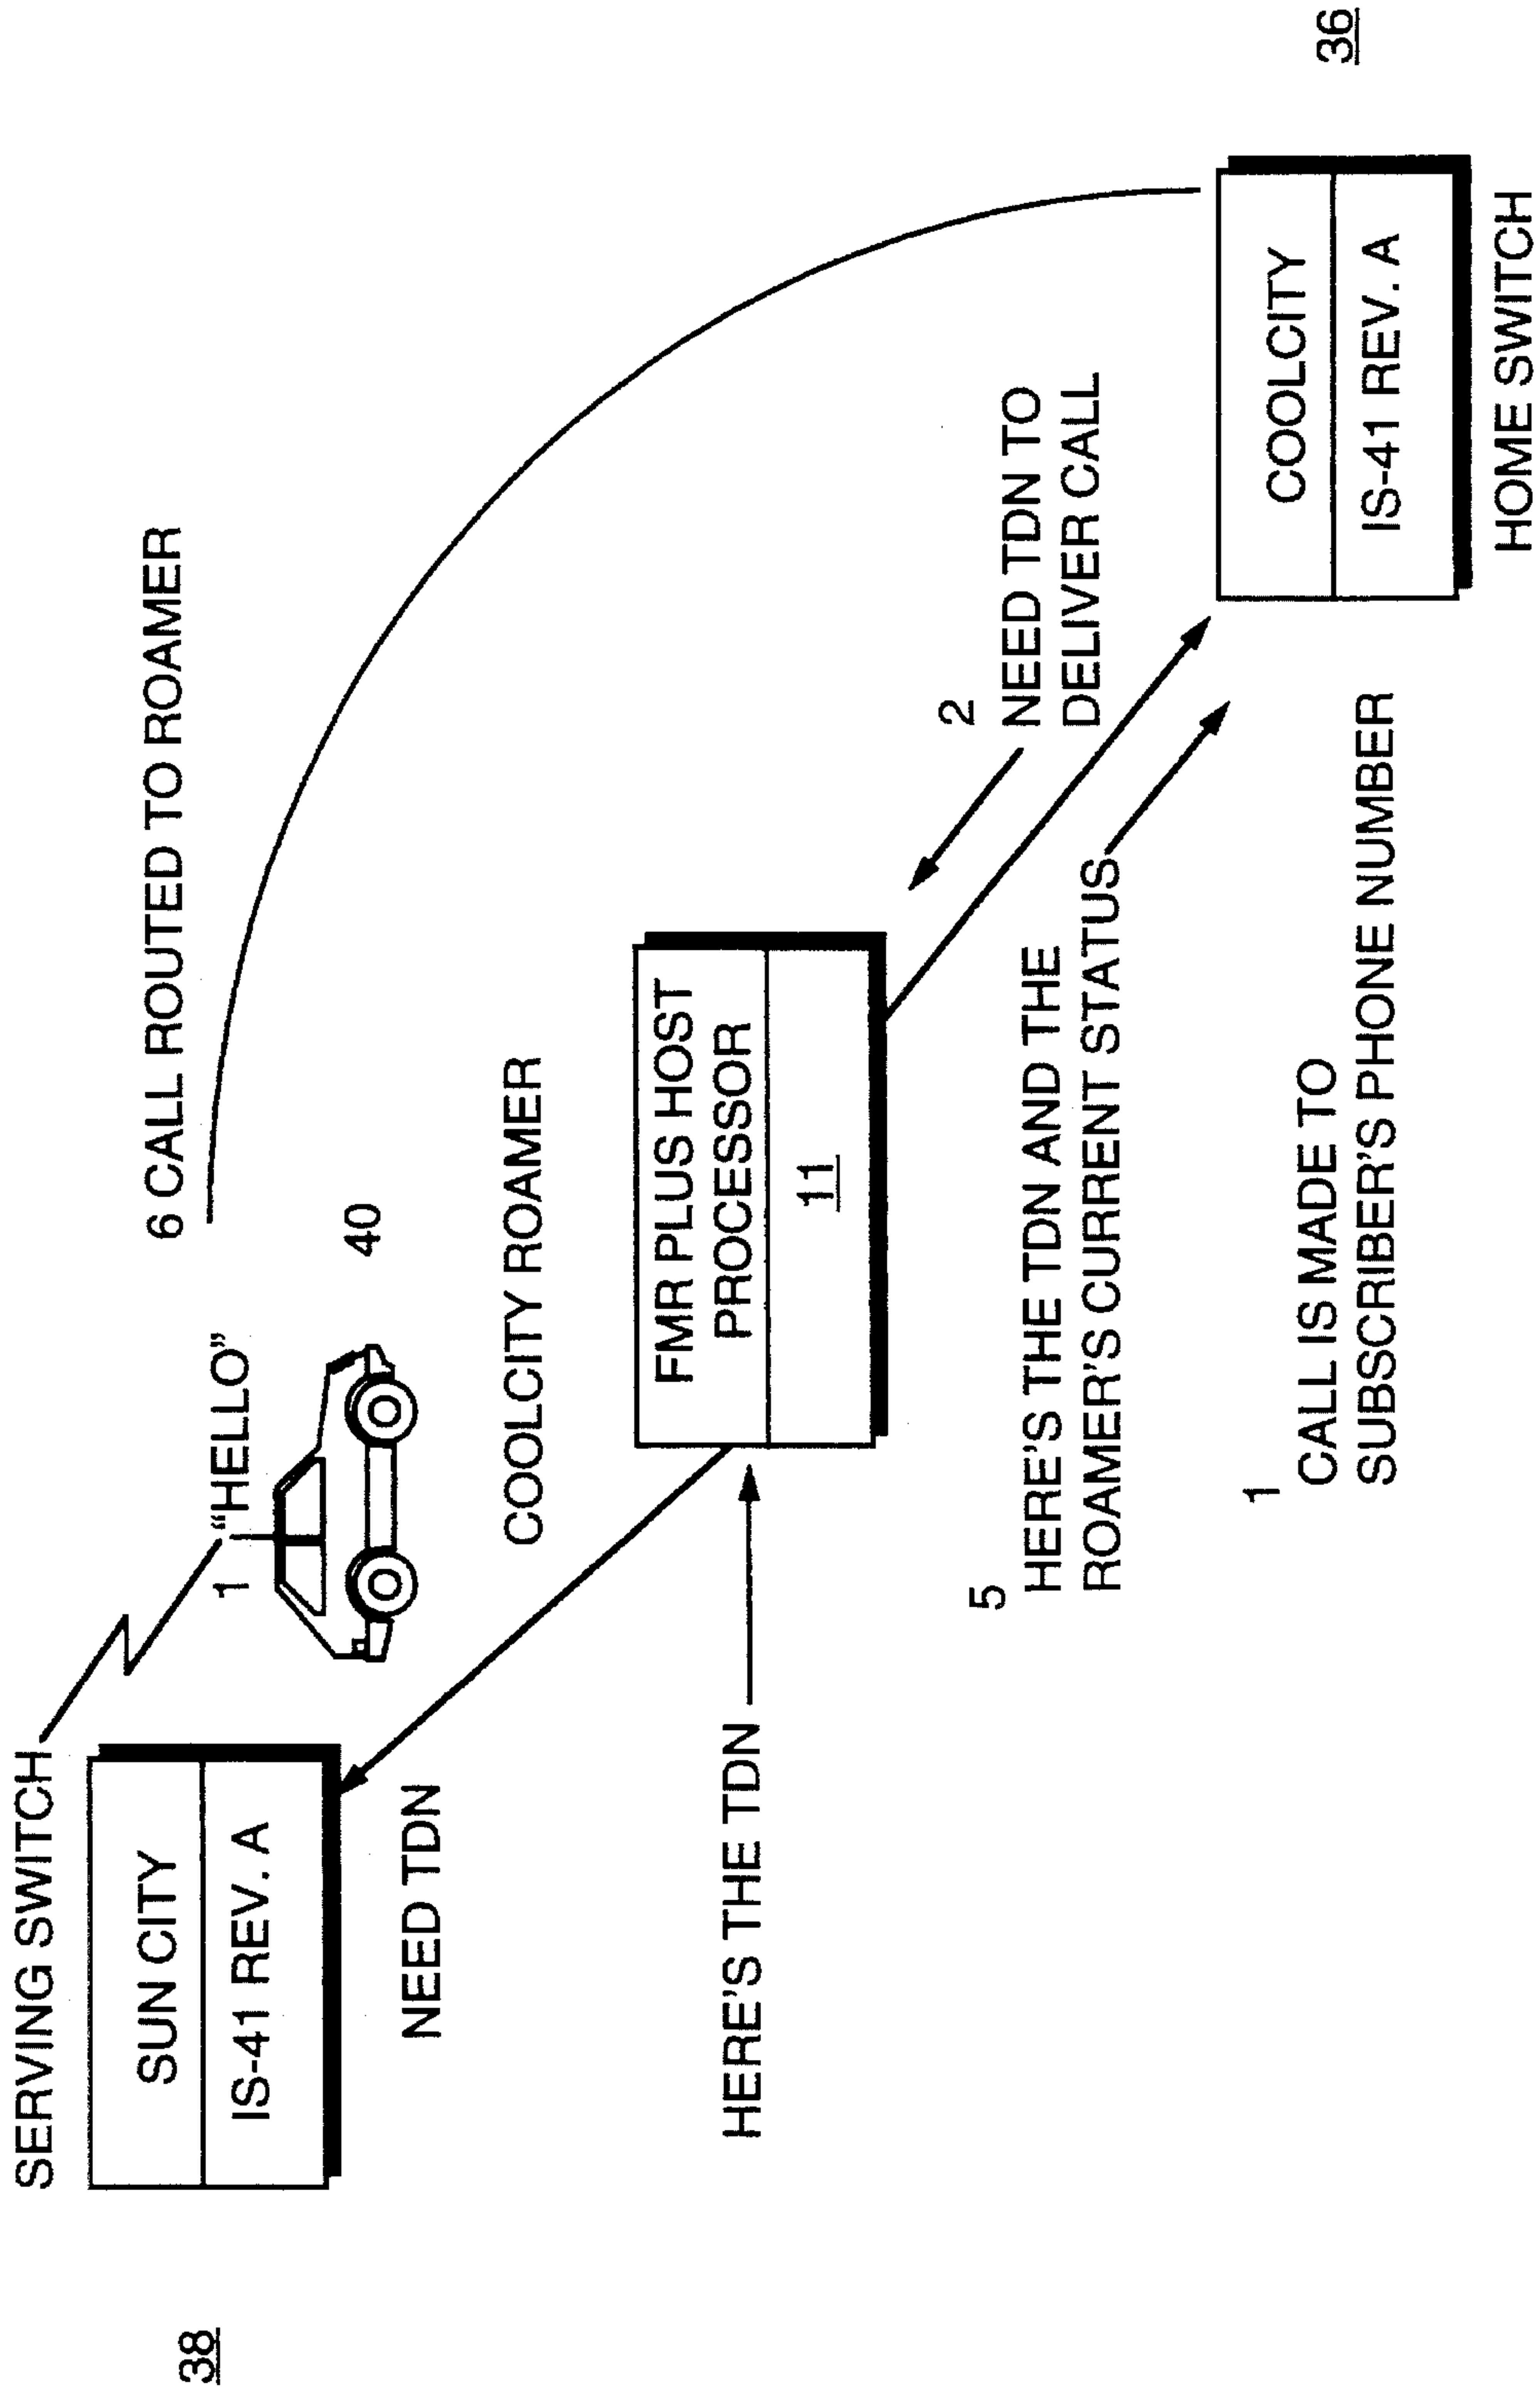 38
SERVING SWITCH
SUN CITY
IS-41 REV. A
NEED TDN
1 “HELLO”
40
6 CALL ROUTED TO ROAMER
COOLCITY ROAMER
HERE'S THE TDN
FMR PLUS HOST
PROCESSOR
11
2
NEED TDN TO
DELIVER CALL
5
HERE'S THE TDN AND THE
ROAMER'S CURRENT STATUS
1
CALL IS MADE TO
SUBSCRIBER'S PHONE NUMBER
COOLCITY
IS-41 REV. A
HOME SWITCH
36